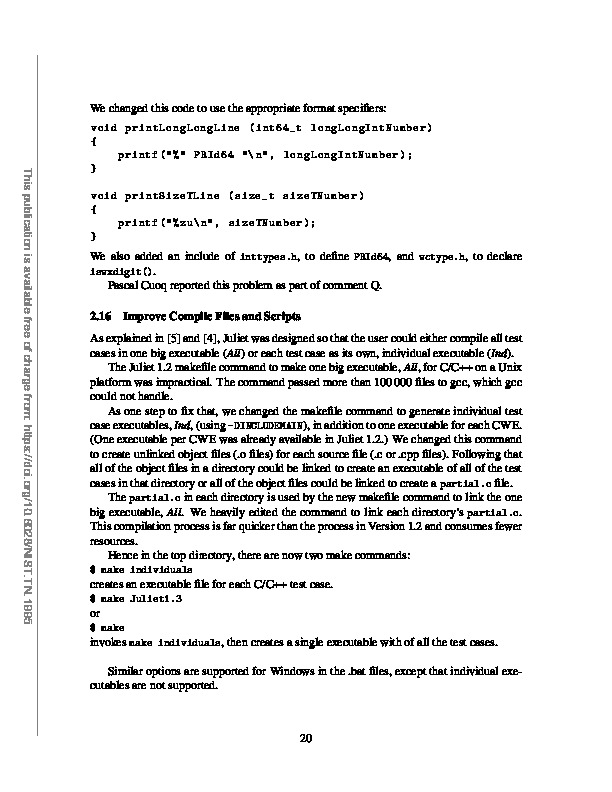 We changed this code to use the appropriate format specifiers:
void printLongLongLine (int64_t longLongIntNumber)
{
printf("%" PRId64 "\n", longLongIntNumber);
}
void printSizeTLine (size_t sizeTNumber)
{
printf("%zu\n", sizeTNumber);
}
We also added an include of inttypes.h, to define PRId64, and wctype.h, to declare
iswxdigit().
Pascal Cuoq reported this problem as part of comment Q.
2.16 Improve Compile Files and Scripts
As explained in [5] and [4], Juliet was designed so that the user could either compile all test
cases in one big executable (All) or each test case as its own, individual executable (Ind).
The Juliet 1.2 makefile command to make one big executable, All, for C/C++ on a Unix
platform was impractical. The command passed more than 100 000 files to gcc, which gcc
could not handle.
As one step to fix that, we changed the makefile command to generate individual test
case executables, Ind, (using -DINCLUDEMAIN), in addition to one executable for each CWE.
(One executable per CWE was already available in Juliet 1.2.) We changed this command
to create unlinked object files (.o files) for each source file (.c or .cpp files). Following that
all of the object files in a directory could be linked to create an executable of all of the test
cases in that directory or all of the object files could be linked to create a partial.c file.
The partial.c in each directory is used by the new makefile command to link the one
big executable, All. We heavily edited the command to link each directory's partial.c.
This compilation process is far quicker than the process in Version 1.2 and consumes fewer
resources.
Hence in the top directory, there are now two make commands:
$ make individuals
creates an executable file for each C/C++ test case.
$ make Juliet1.3
or
$ make
invokes make individuals, then creates a single executable with of all the test cases.
Similar options are supported for Windows in the .bat files, except that individual exe-
cutables are not supported.
20
This publication is available free of charge from: https://doi.org/10.6028/NIST.TN.1995